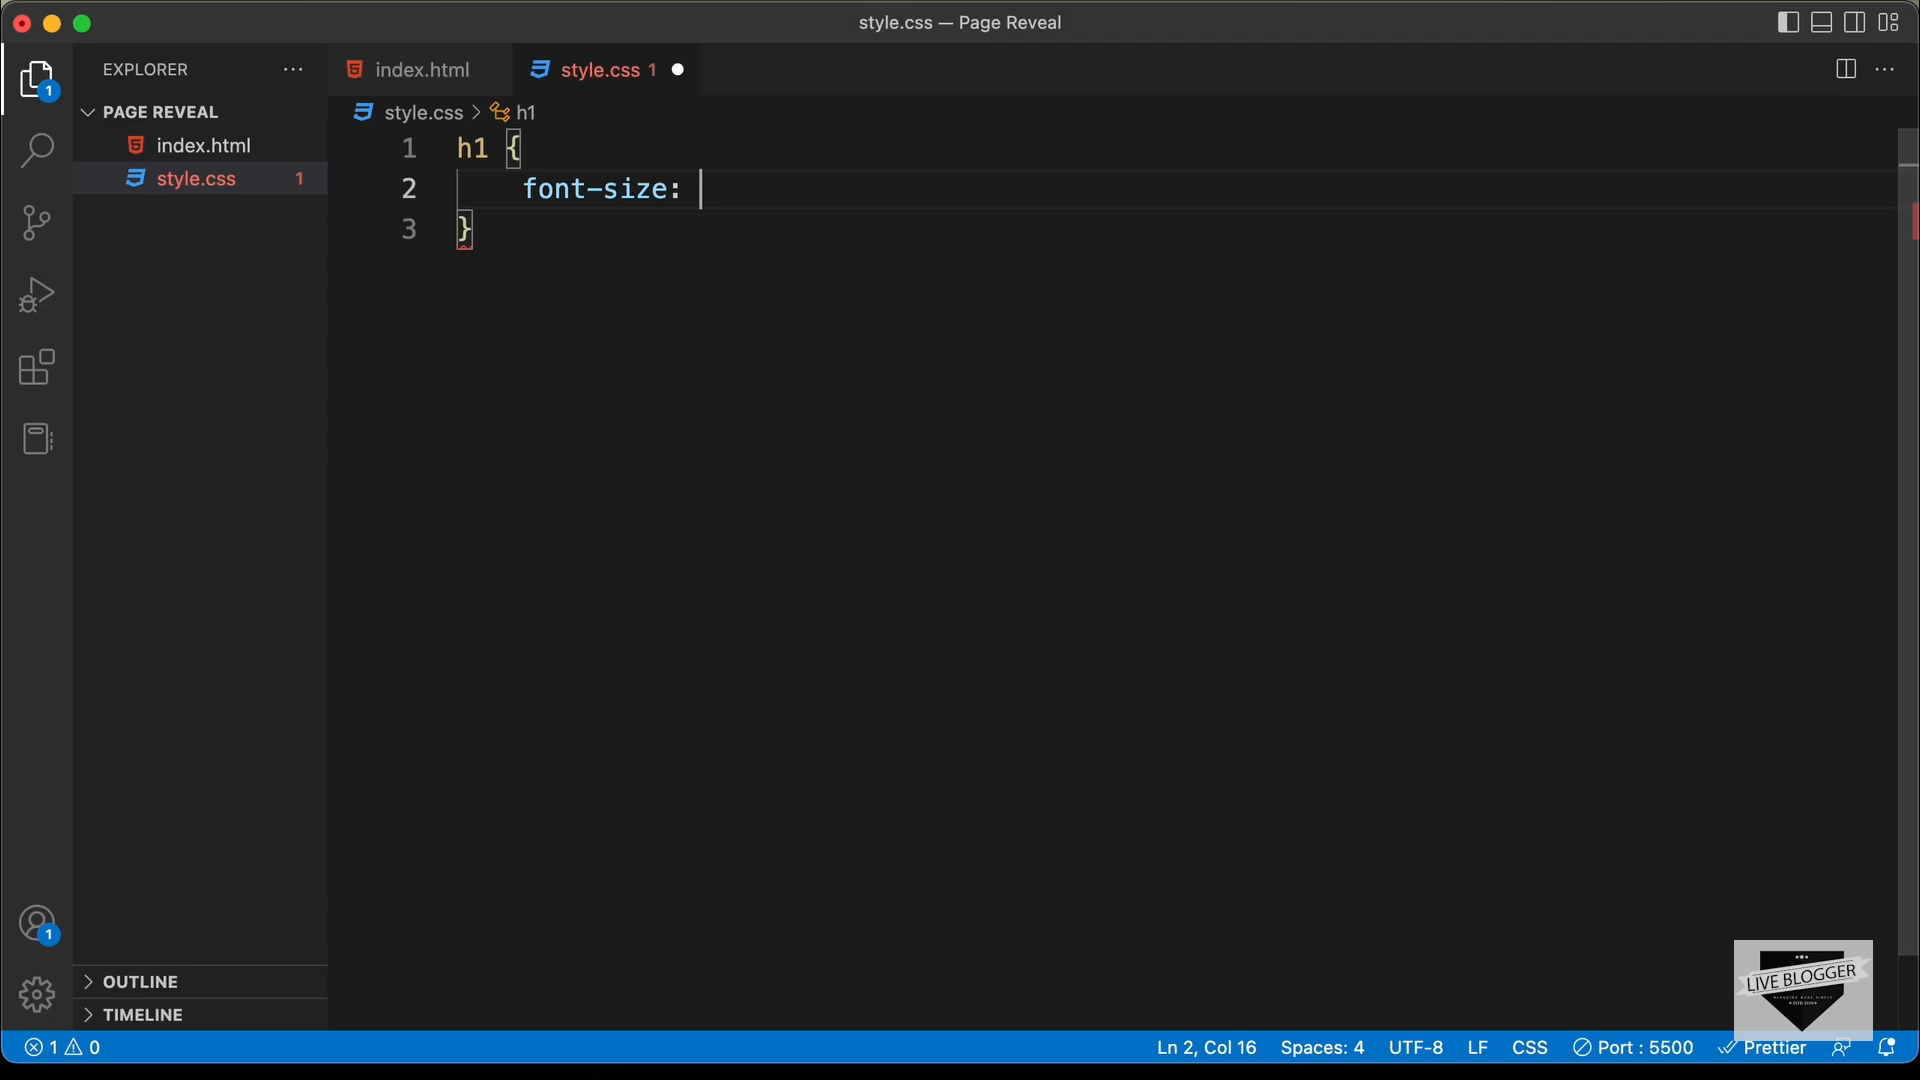 style.css — Page Reveal
EXPLORER
index.html
style.css 1
1
PAGE REVEAL
style.css > h1
index.html
style.css 1
1 h1 {
2 font-size:
3 }
1
OUTLINE
TIMELINE
LIVE BLOGGER
1 0
Ln 2, Col 16 Spaces: 4 UTF-8 LF CSS Port : 5500 Prettier